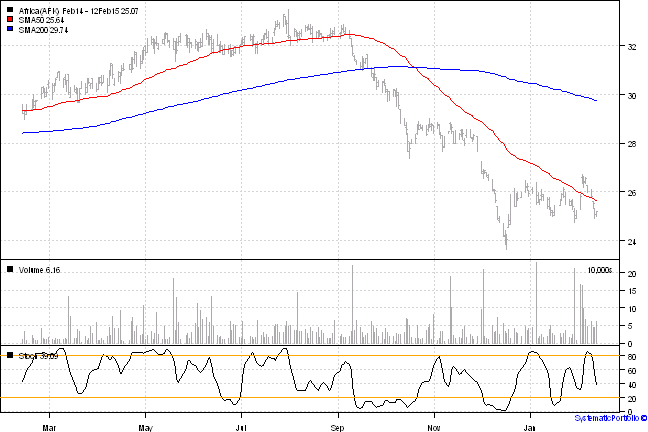 Africa(AFK) Feb14 - 12Feb15 25.07
SMA50 25.64
SMA200 29.74
32
30
28
26
24
Volume 6.16
10,000s
20
15
10
5
0
Stoch 39.09
80
60
40
20
0
Mar May Jul Sep Nov Jan
SystematicPortfolio ©